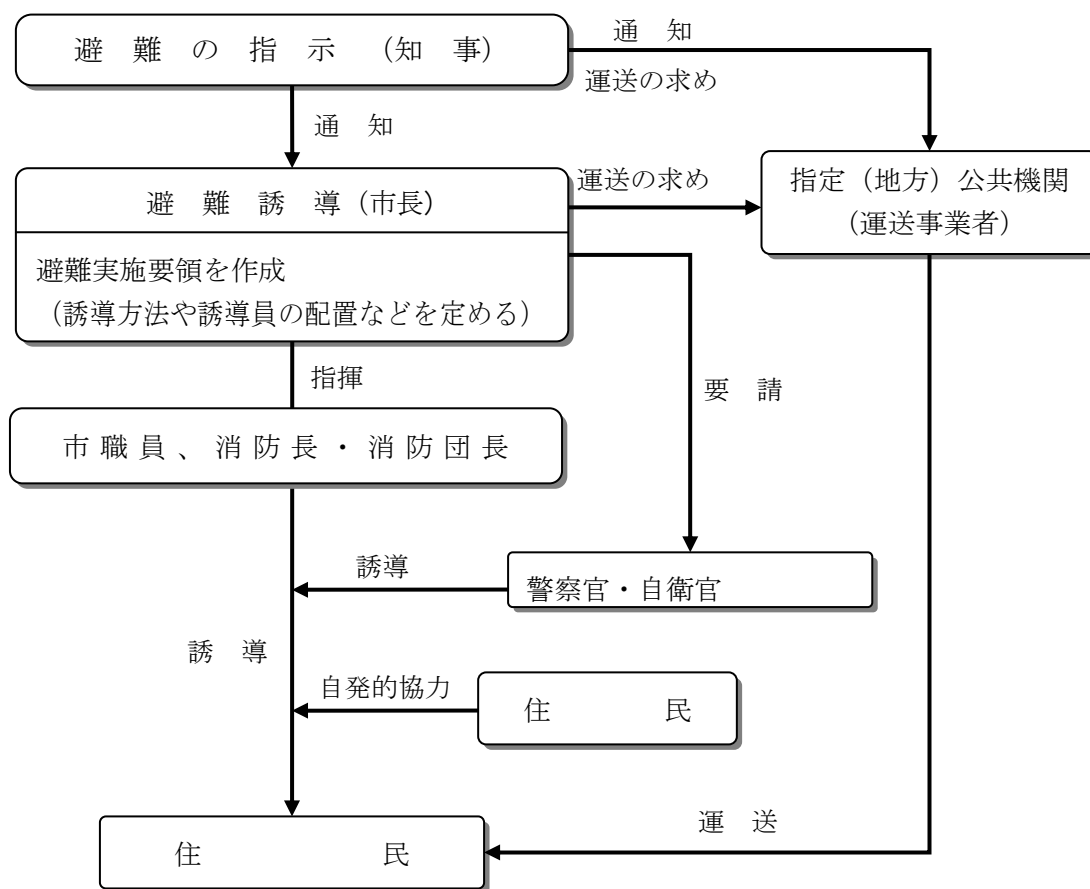 避難の指示（知事）
通知
運送の求め
通知
避難誘導（市長）
運送の求め
指定（地方）公共機関
（運送事業者）
避難実施要領を作成
（誘導方法や誘導員の配置などを定める）
指揮
要請
市職員、消防長・消防団長
誘導
警察官・自衛官
誘導
自発的協力
住民
運送
住民